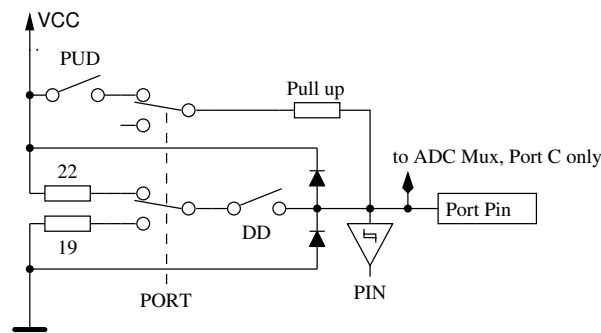 VCC
PUD
Pull up
to ADC Mux, Port C only
22
Port Pin
19
DD
PIN
PORT